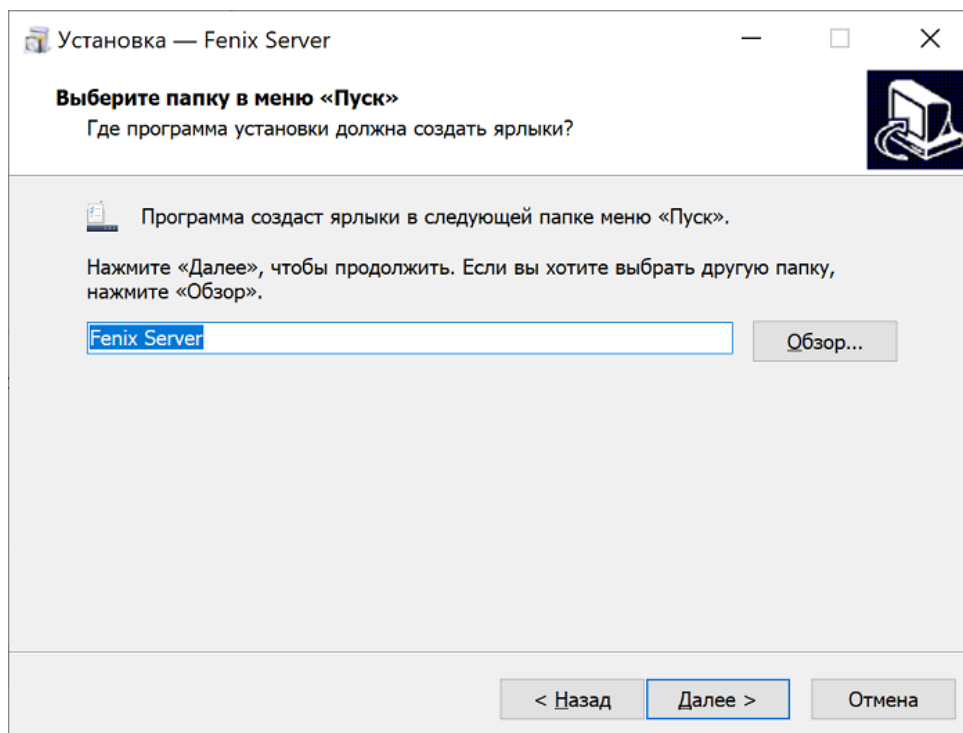 Установка — Fenix Server
Выберите папку в меню «Пуск»
Где программа установки должна создать ярлыки?
Программа создаст ярлыки в следующей папке меню «Пуск».
Нажмите «Далее», чтобы продолжить. Если вы хотите выбрать другую папку,
нажмите «Обзор».
Fenix Server
Обзор...
< Назад
Далее >
Отмена